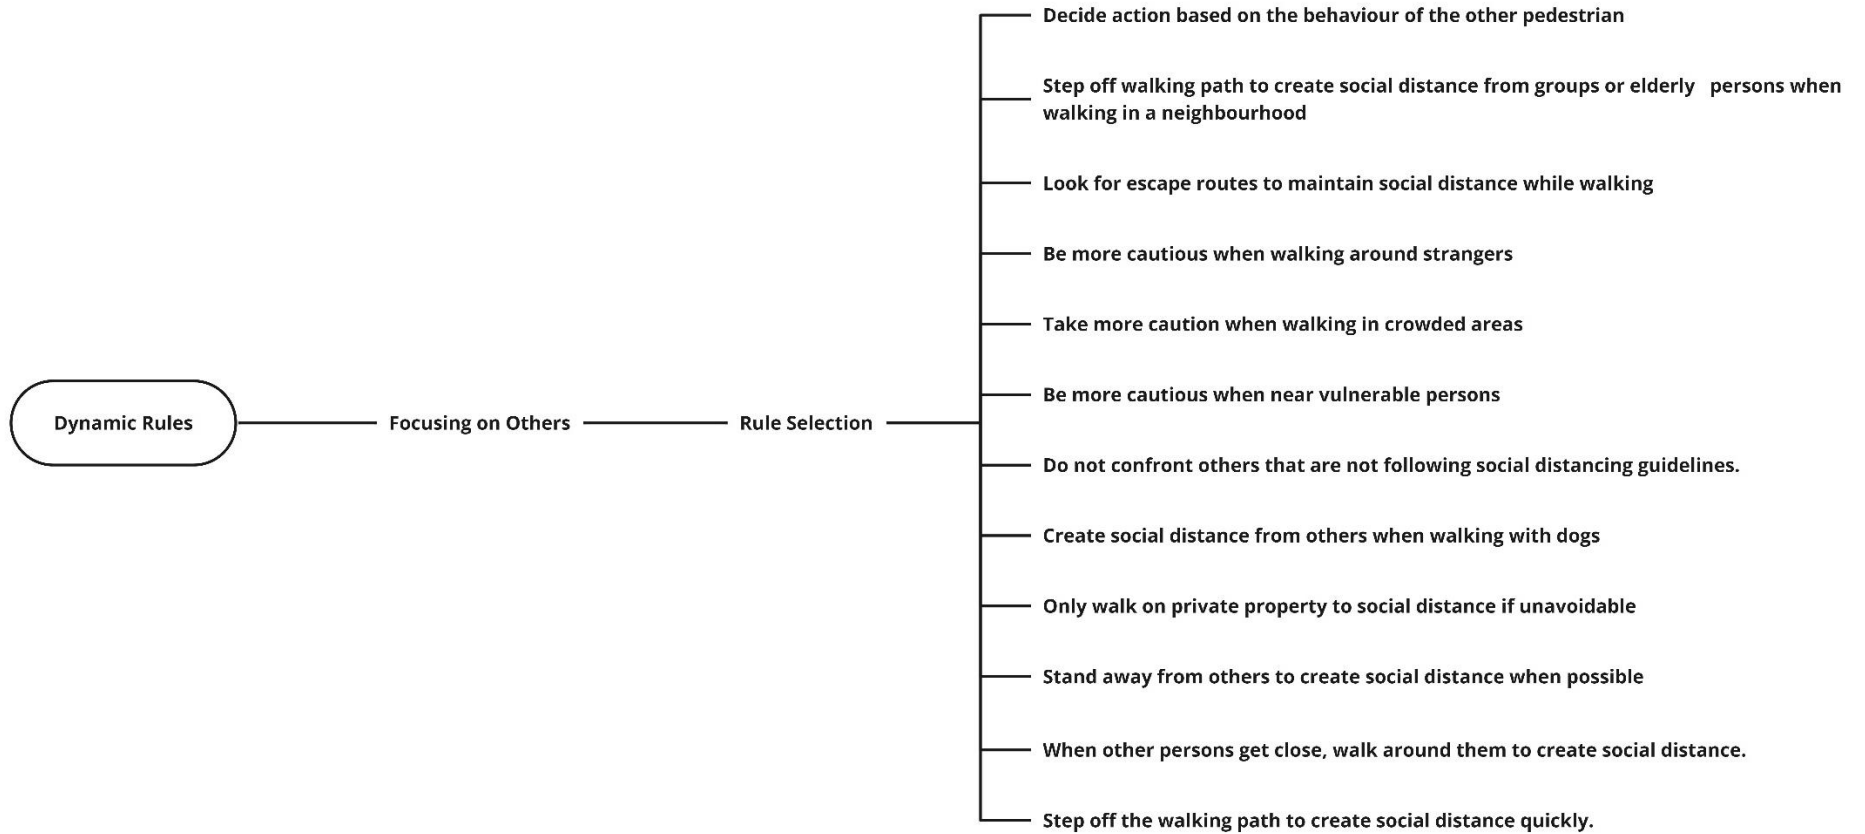 Decide action based on the behaviour of the other pedestrian
Step off walking path to create social distance from groups or elderly persons when
walking in a neighbourhood
Look for escape routes to maintain social distance while walking
Be more cautious when walking around strangers
Take more caution when walking in crowded areas
Be more cautious when near vulnerable persons
Dynamic Rules
Focusing on Others
Rule Selection
Do not confront others that are not following social distancing guidelines.
Create social distance from others when walking with dogs
Only walk on private property to social distance if unavoidable
Stand away from others to create social distance when possible
When other persons get close, walk around them to create social distance.
Step off the walking path to create social distance quickly.